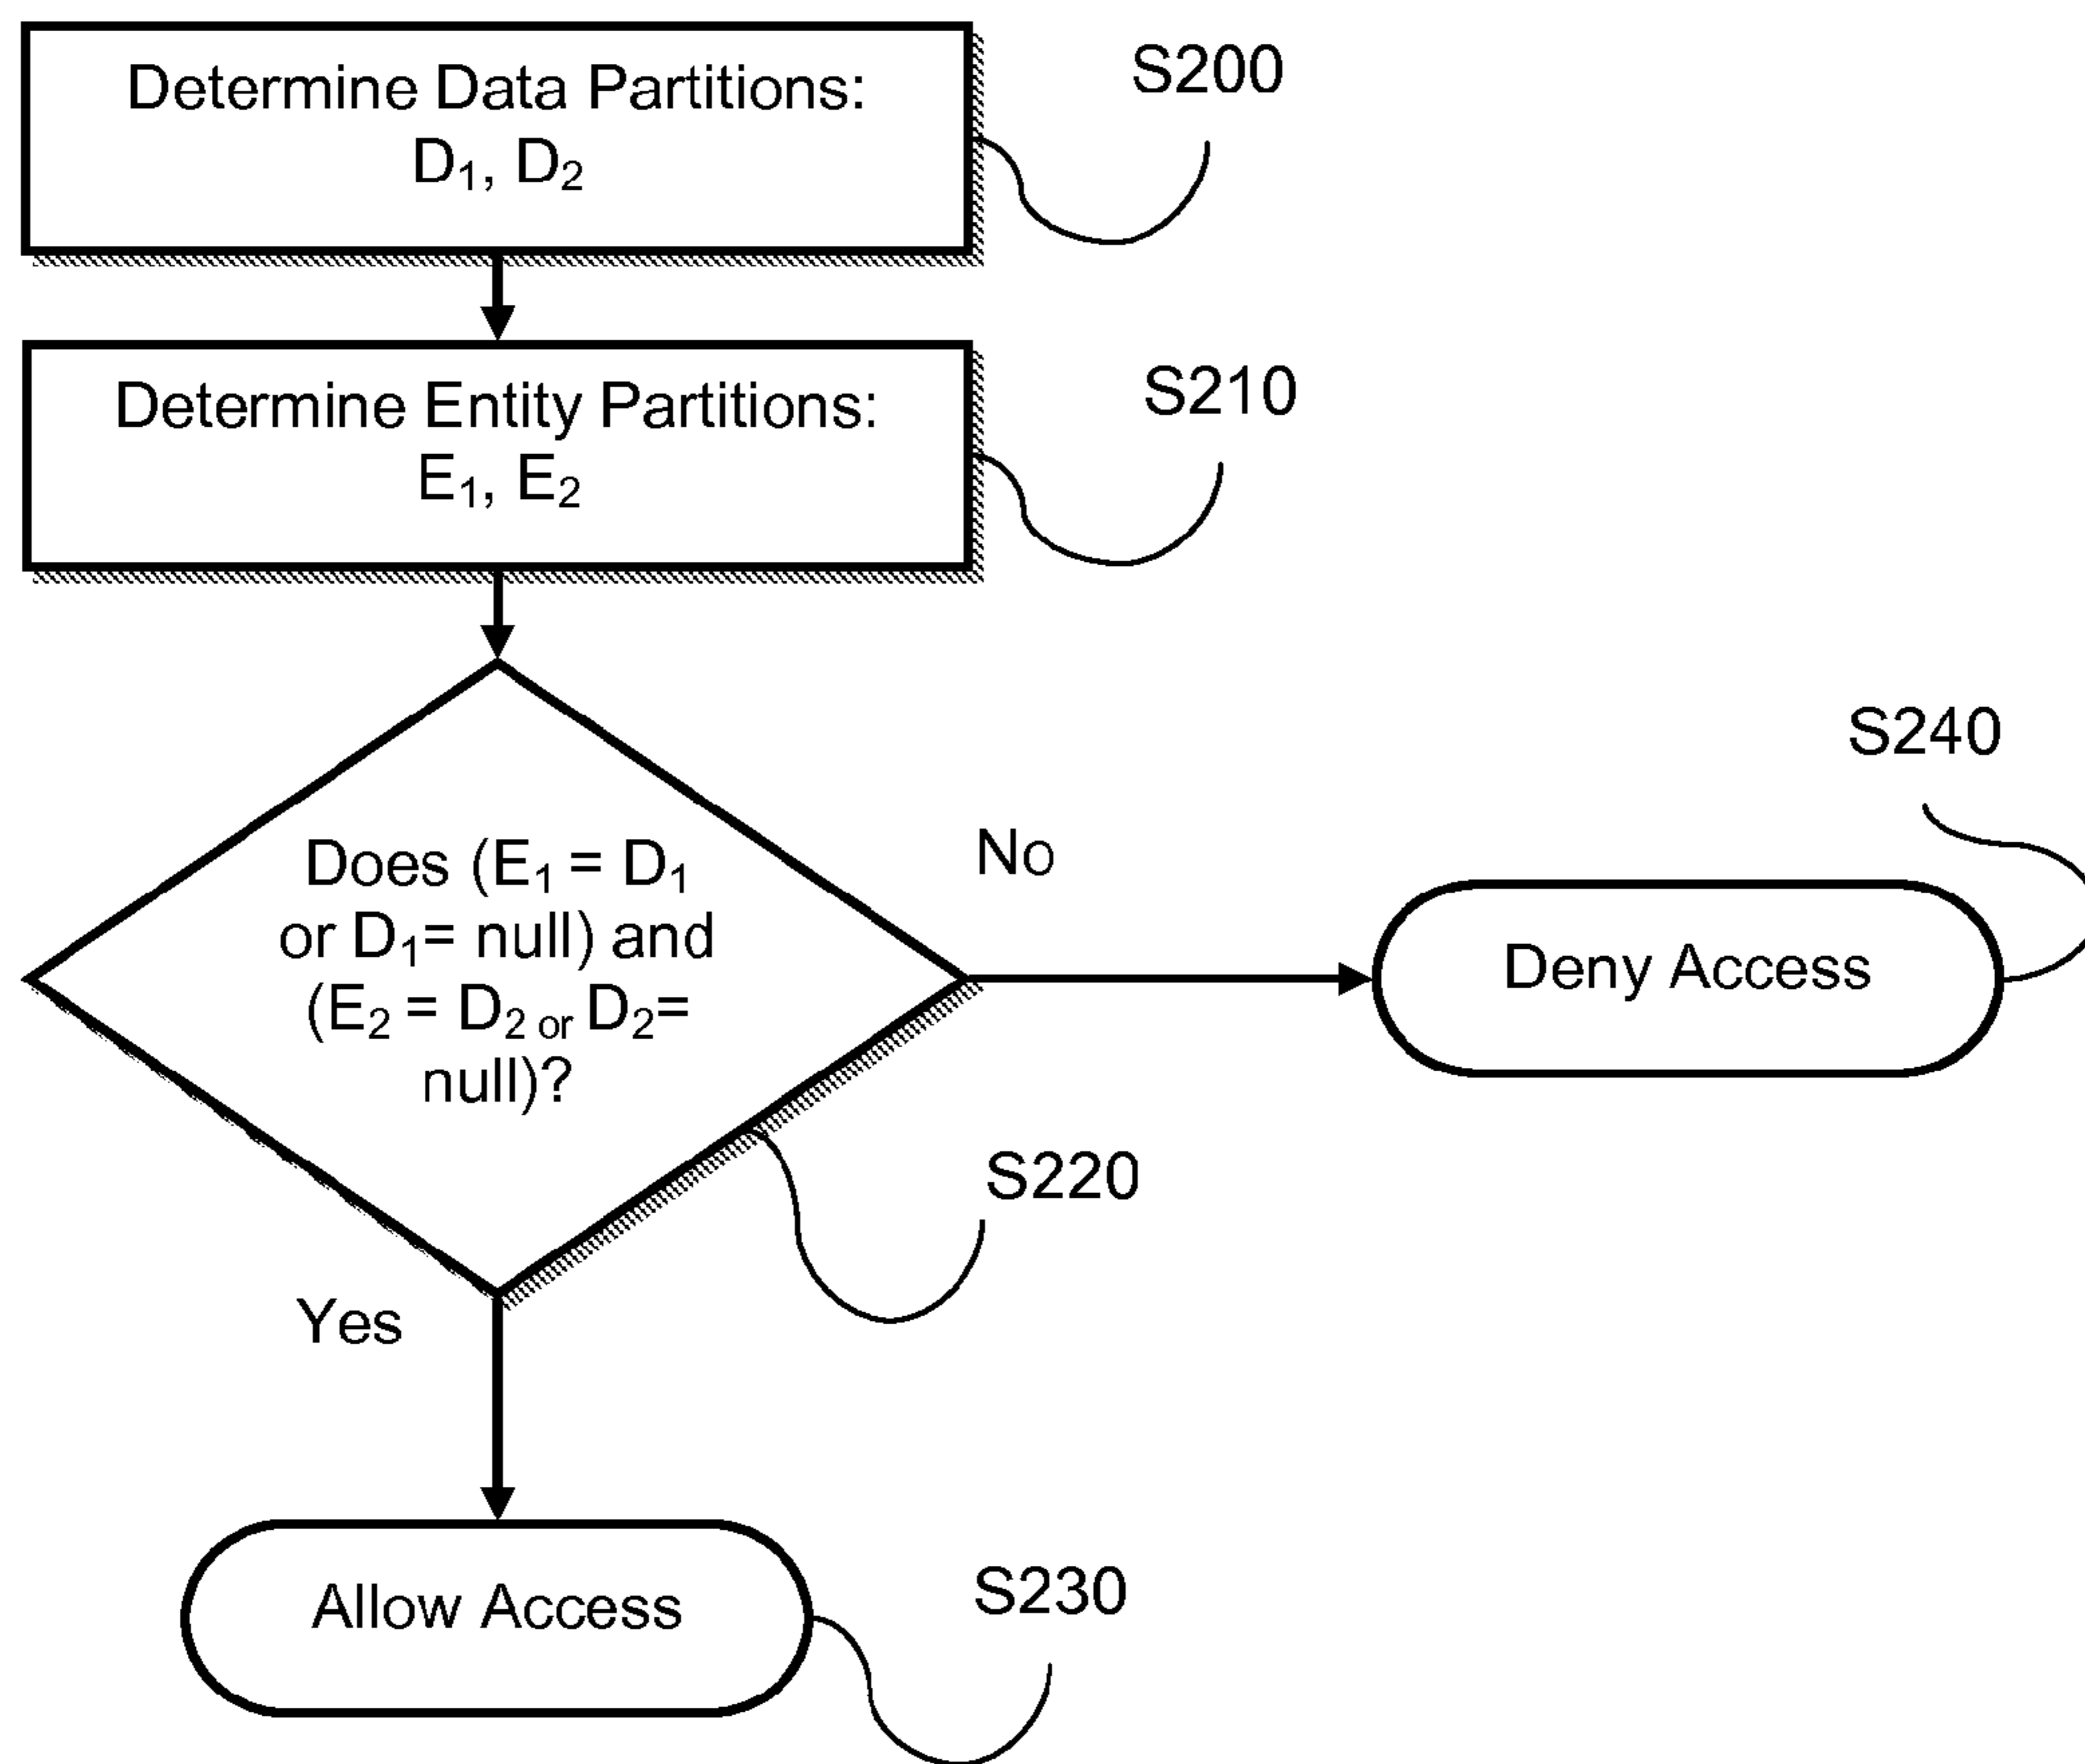 Determine Data Partitions:
D₁, D₂
S200
Determine Entity Partitions:
E₁, E₂
S210
Does (E₁ = D₁
or D₁= null) and
(E₂ = D₂ or D₂=
null)?
No
S240
Deny Access
S220
Yes
Allow Access
S230